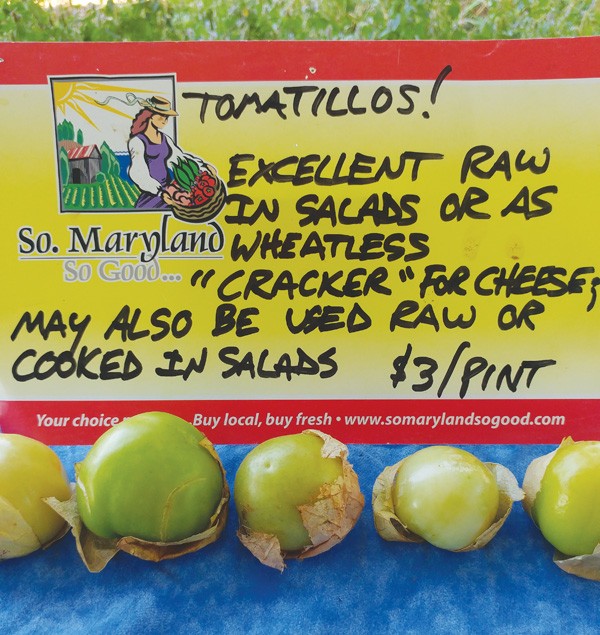 TOMATILLOS!
EXCELLENT RAW
IN SALADS OR AS
WHEATLESS
"CRACKER" FOR CHEESE;
MAY ALSO BE USED RAW OR
COOKED IN SALADS $3/PINT
So. Maryland
So Good...
Your choice Buy local, buy fresh • www.somarylandsogood.com